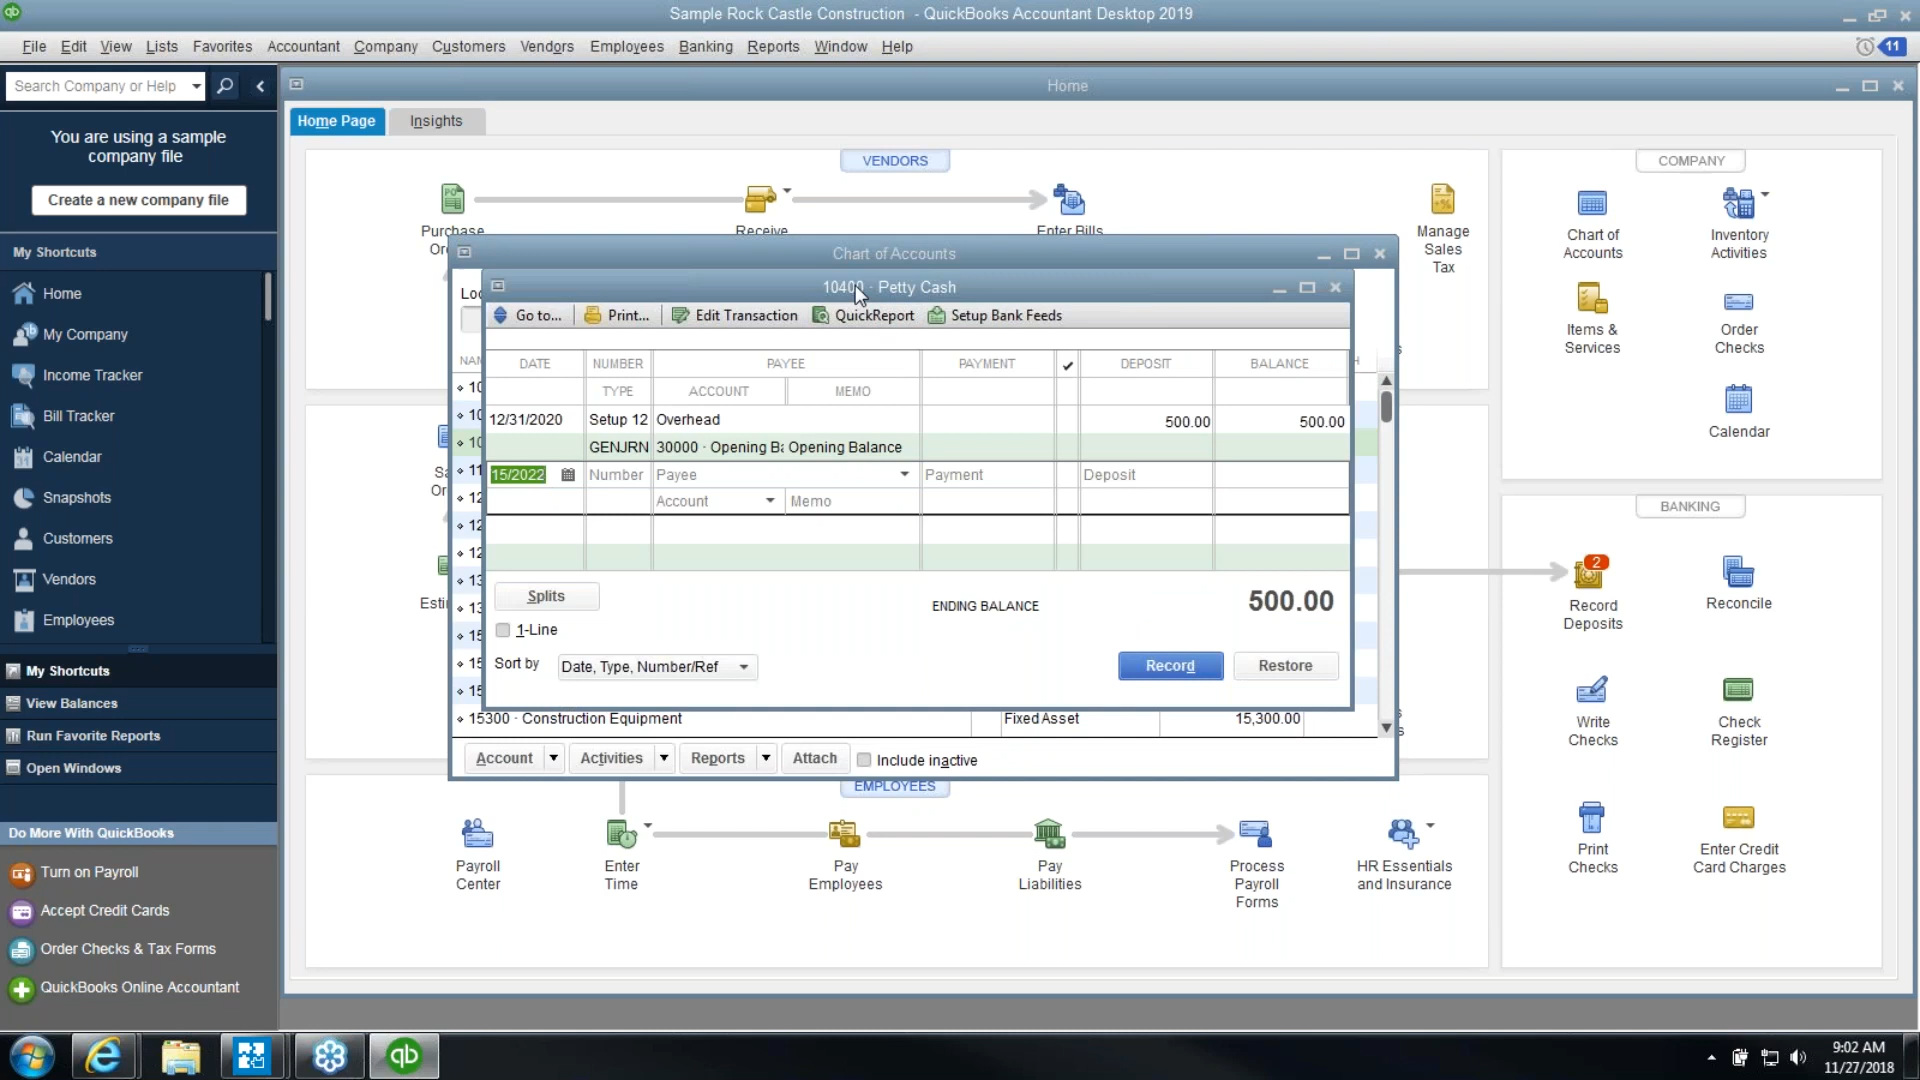 Sample Rock Castle Construction - QuickBooks Accountant Desktop 2019
File Edit View Lists Favorites Accountant Company Customers Vendors Employees Banking Reports Window Help
11
Search Company or Help
You are using a sample
company file
Create a new company file
My Shortcuts
Home
My Company
Income Tracker
Bill Tracker
Calendar
Snapshots
Customers
Vendors
Employees
My Shortcuts
View Balances
Run Favorite Reports
Open Windows
Do More With QuickBooks
Turn on Payroll
Accept Credit Cards
Order Checks & Tax Forms
QuickBooks Online Accountant
Home
Home Page
Insights
VENDORS
Purchase
Receive
Enter Bills
Manage
Sales
Tax
COMPANY
Chart of
Accounts
Inventory
Activities
Items &
Services
Order
Checks
Calendar
BANKING
2
Record
Deposits
Reconcile
Write
Checks
Check
Register
Print
Checks
Enter Credit
Card Charges
Chart of Accounts
10400 · Petty Cash
Go to... Print... Edit Transaction QuickReport Setup Bank Feeds
DATE NUMBER PAYEE PAYMENT ✓ DEPOSIT BALANCE
TYPE ACCOUNT MEMO
12/31/2020 Setup 12 Overhead 500.00 500.00
GENJRN 30000 · Opening Ba Opening Balance
15/2022 Number Payee Payment Deposit
Account Memo
Splits
ENDING BALANCE 500.00
1-Line
Sort by Date, Type, Number/Ref
Record Restore
15300 · Construction Equipment Fixed Asset 15,300.00
Account Activities Reports Attach Include inactive
EMPLOYEES
Payroll
Center
Enter
Time
Pay
Employees
Pay
Liabilities
Process
Payroll
Forms
HR Essentials
and Insurance
9:02 AM
11/27/2018